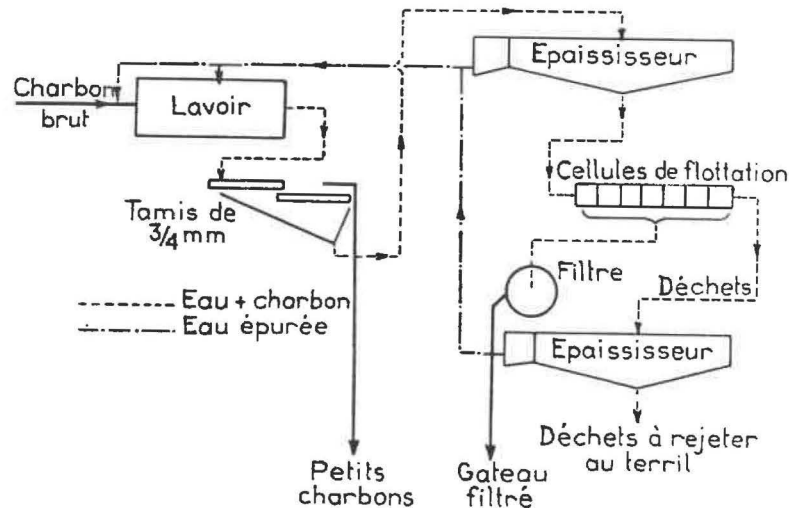 Epaississeur
Charbon
brut
Lavoir
Cellules de flottation
Tamis de
3/4 mm
Filtre
Déchets
Eau + charbon
Eau épurée
Epaississeur
Déchets à rejeter
au terril
Petits
charbons
Gateau
filtré